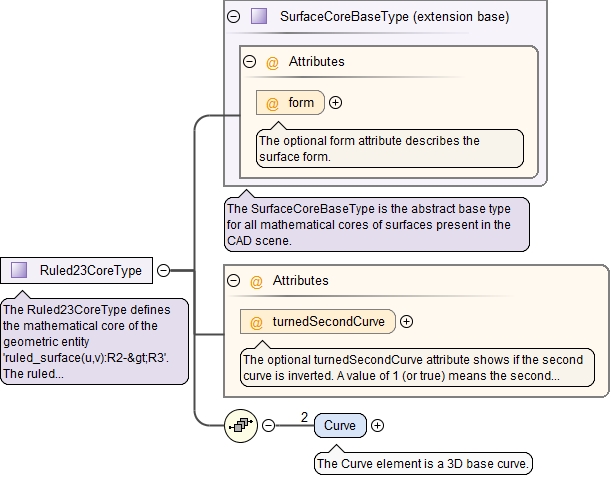 SurfaceCoreBaseType (extension base)
@ Attributes
@ form
The optional form attribute describes the
surface form.
The SurfaceCoreBaseType is the abstract base type
for all mathematical cores of surfaces present in the
CAD scene.
Ruled23CoreType
The Ruled23CoreType defines
the mathematical core of the
geometric entity
'ruled_surface(u,v):R2-&gt;R3'.
The ruled...
@ Attributes
@ turnedSecondCurve
The optional turnedSecondCurve attribute shows if the second
curve is inverted. A value of 1 (or true) means the second...
2
Curve
The Curve element is a 3D base curve.